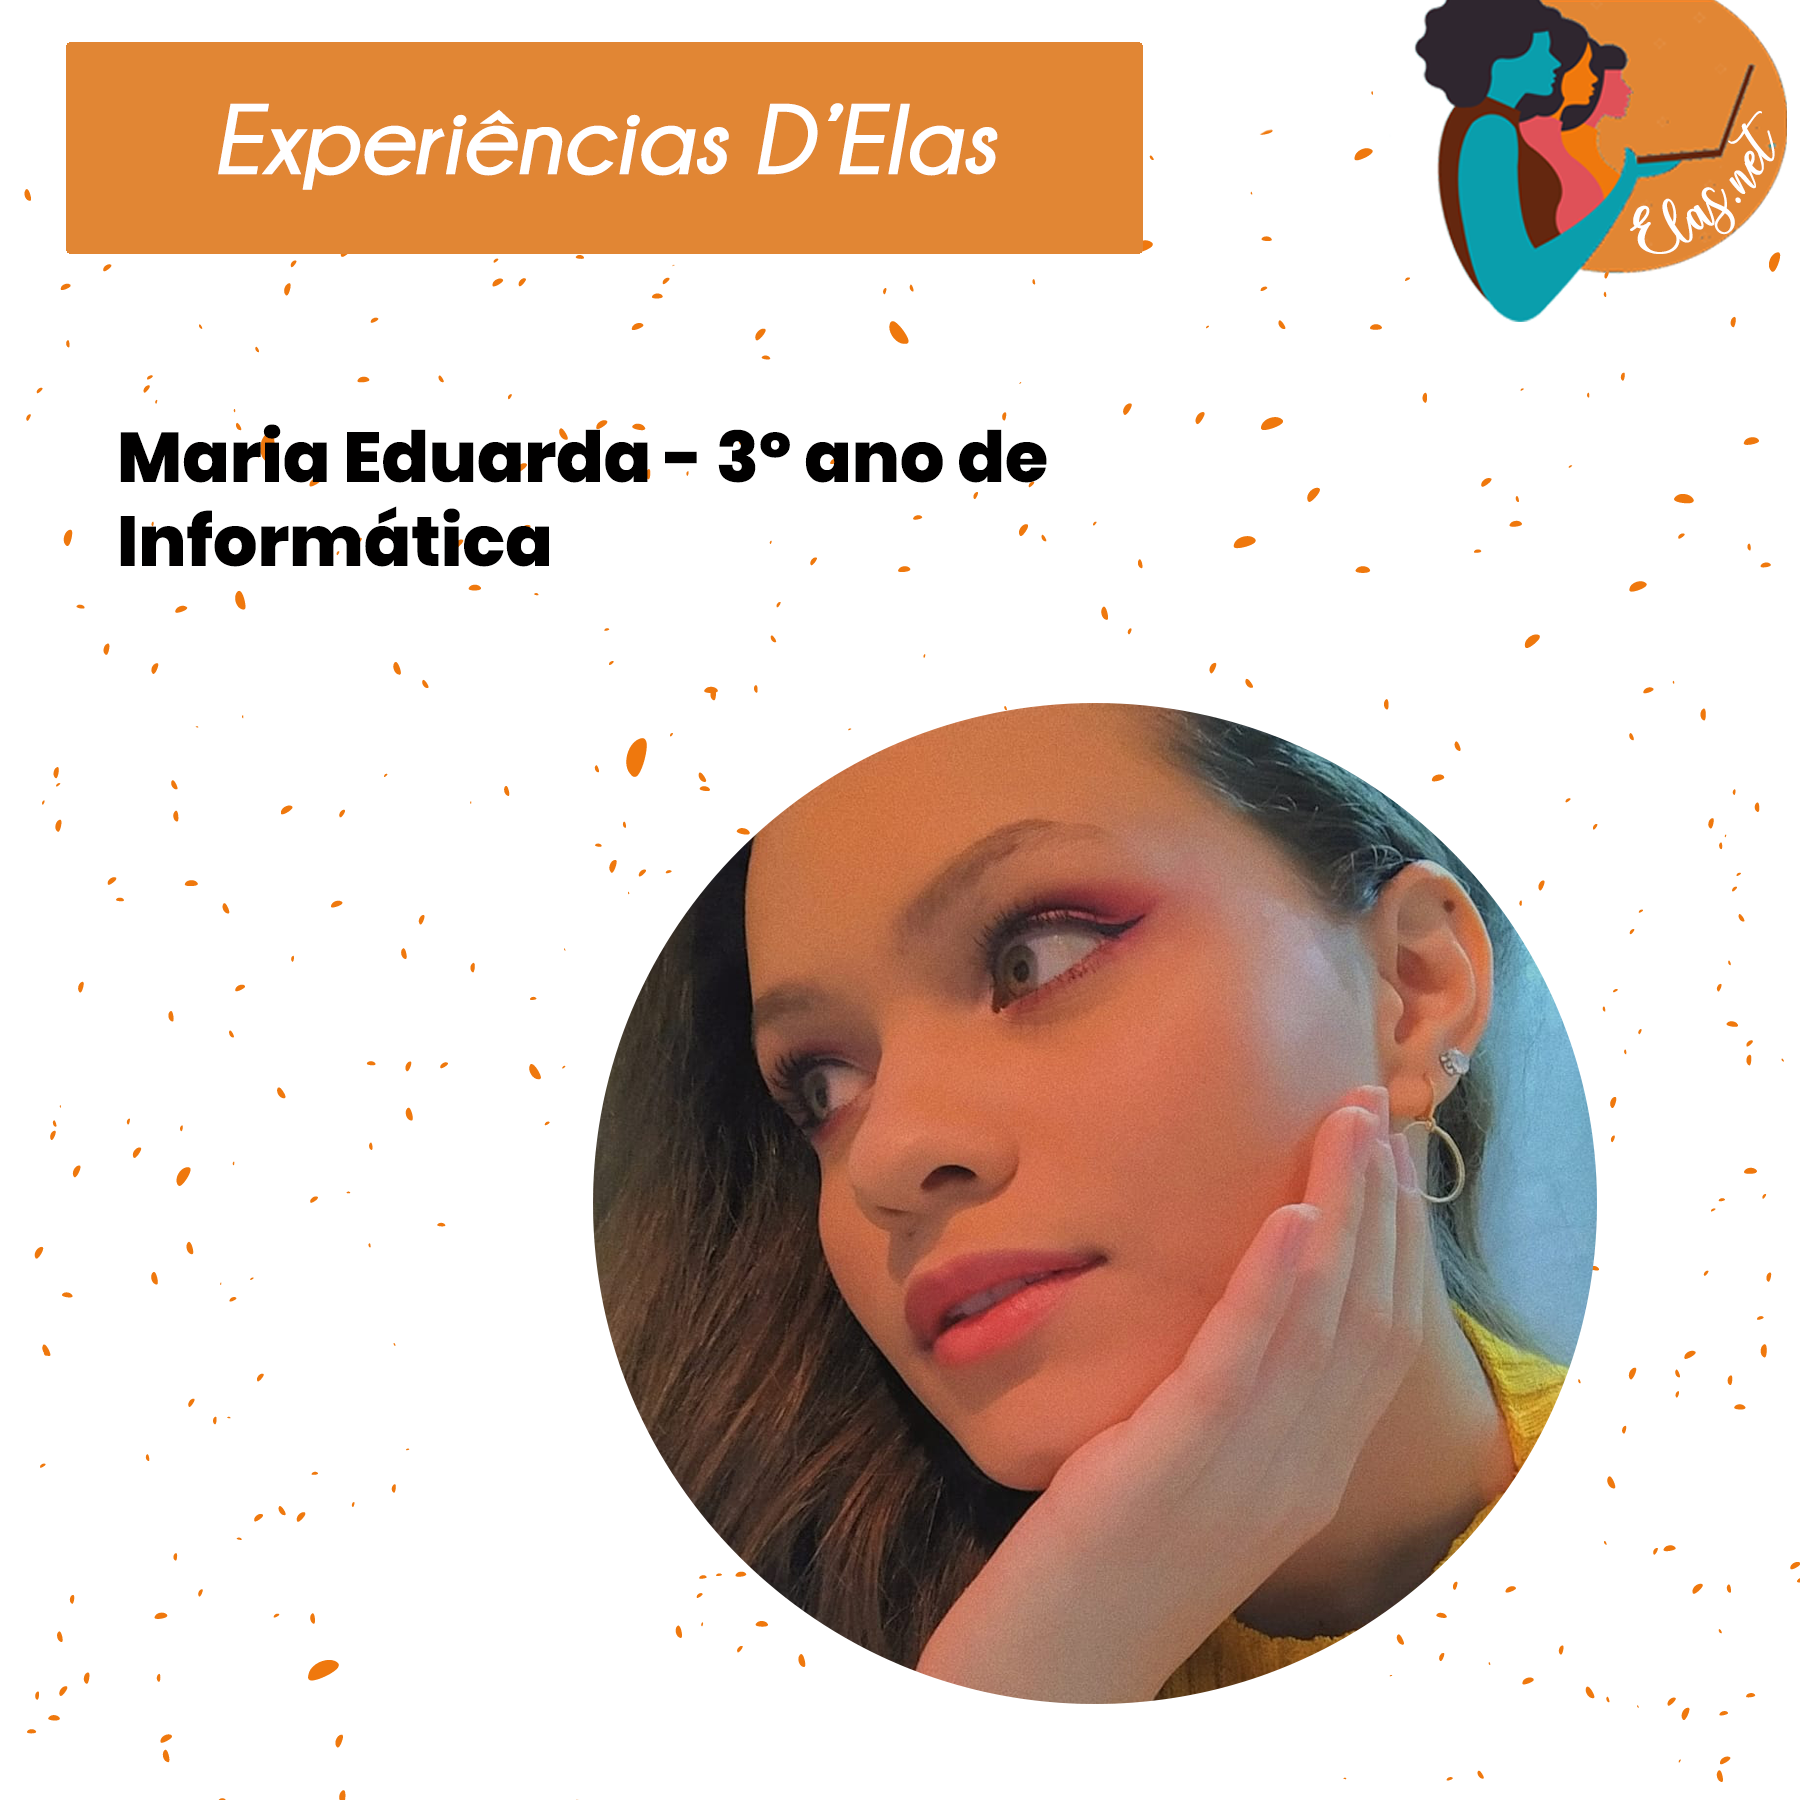 Experiências D'Elas
Elas.net
Maria Eduarda - 3º ano de
Informática